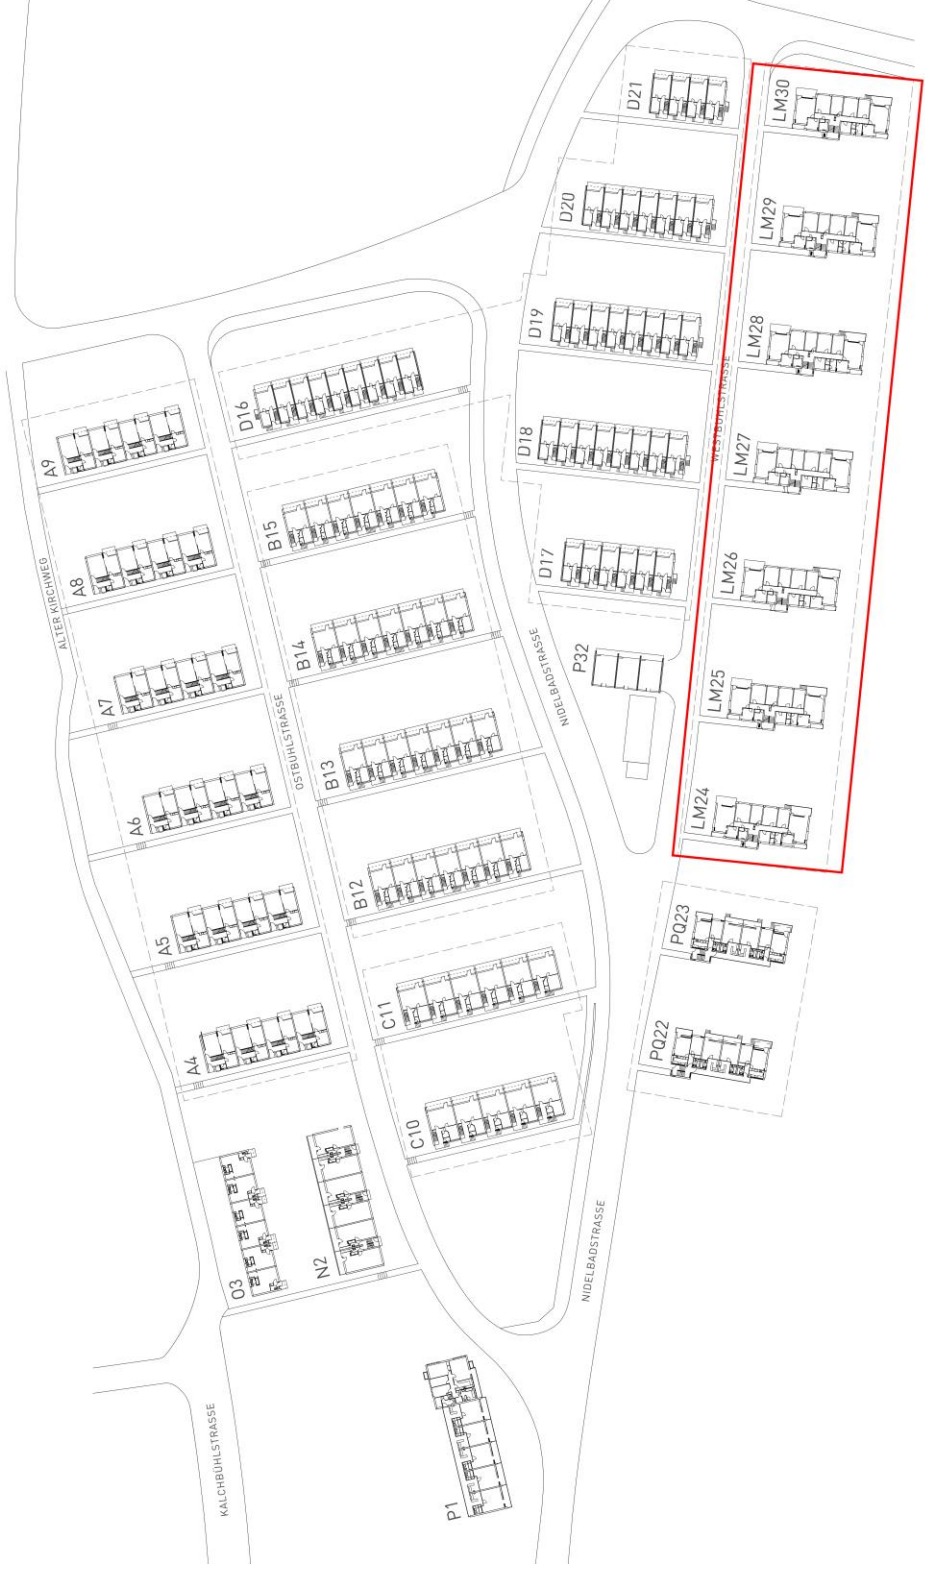 D21
LM30
D20
LM29
D19
LM28
D16
A9
D18
WESTBÜHLSTRASSE
LM27
B15
A8
ALTER KIRCHWEG
D17
LM26
B14
P32
NIDELBADSTRASSE
A7
LM25
OSTBÜHLSTRASSE
B13
A6
LM24
B12
A5
PQ23
C11
A4
PQ22
C10
O3
N2
NIDELBADSTRASSE
KALCHBÜHLSTRASSE
P1